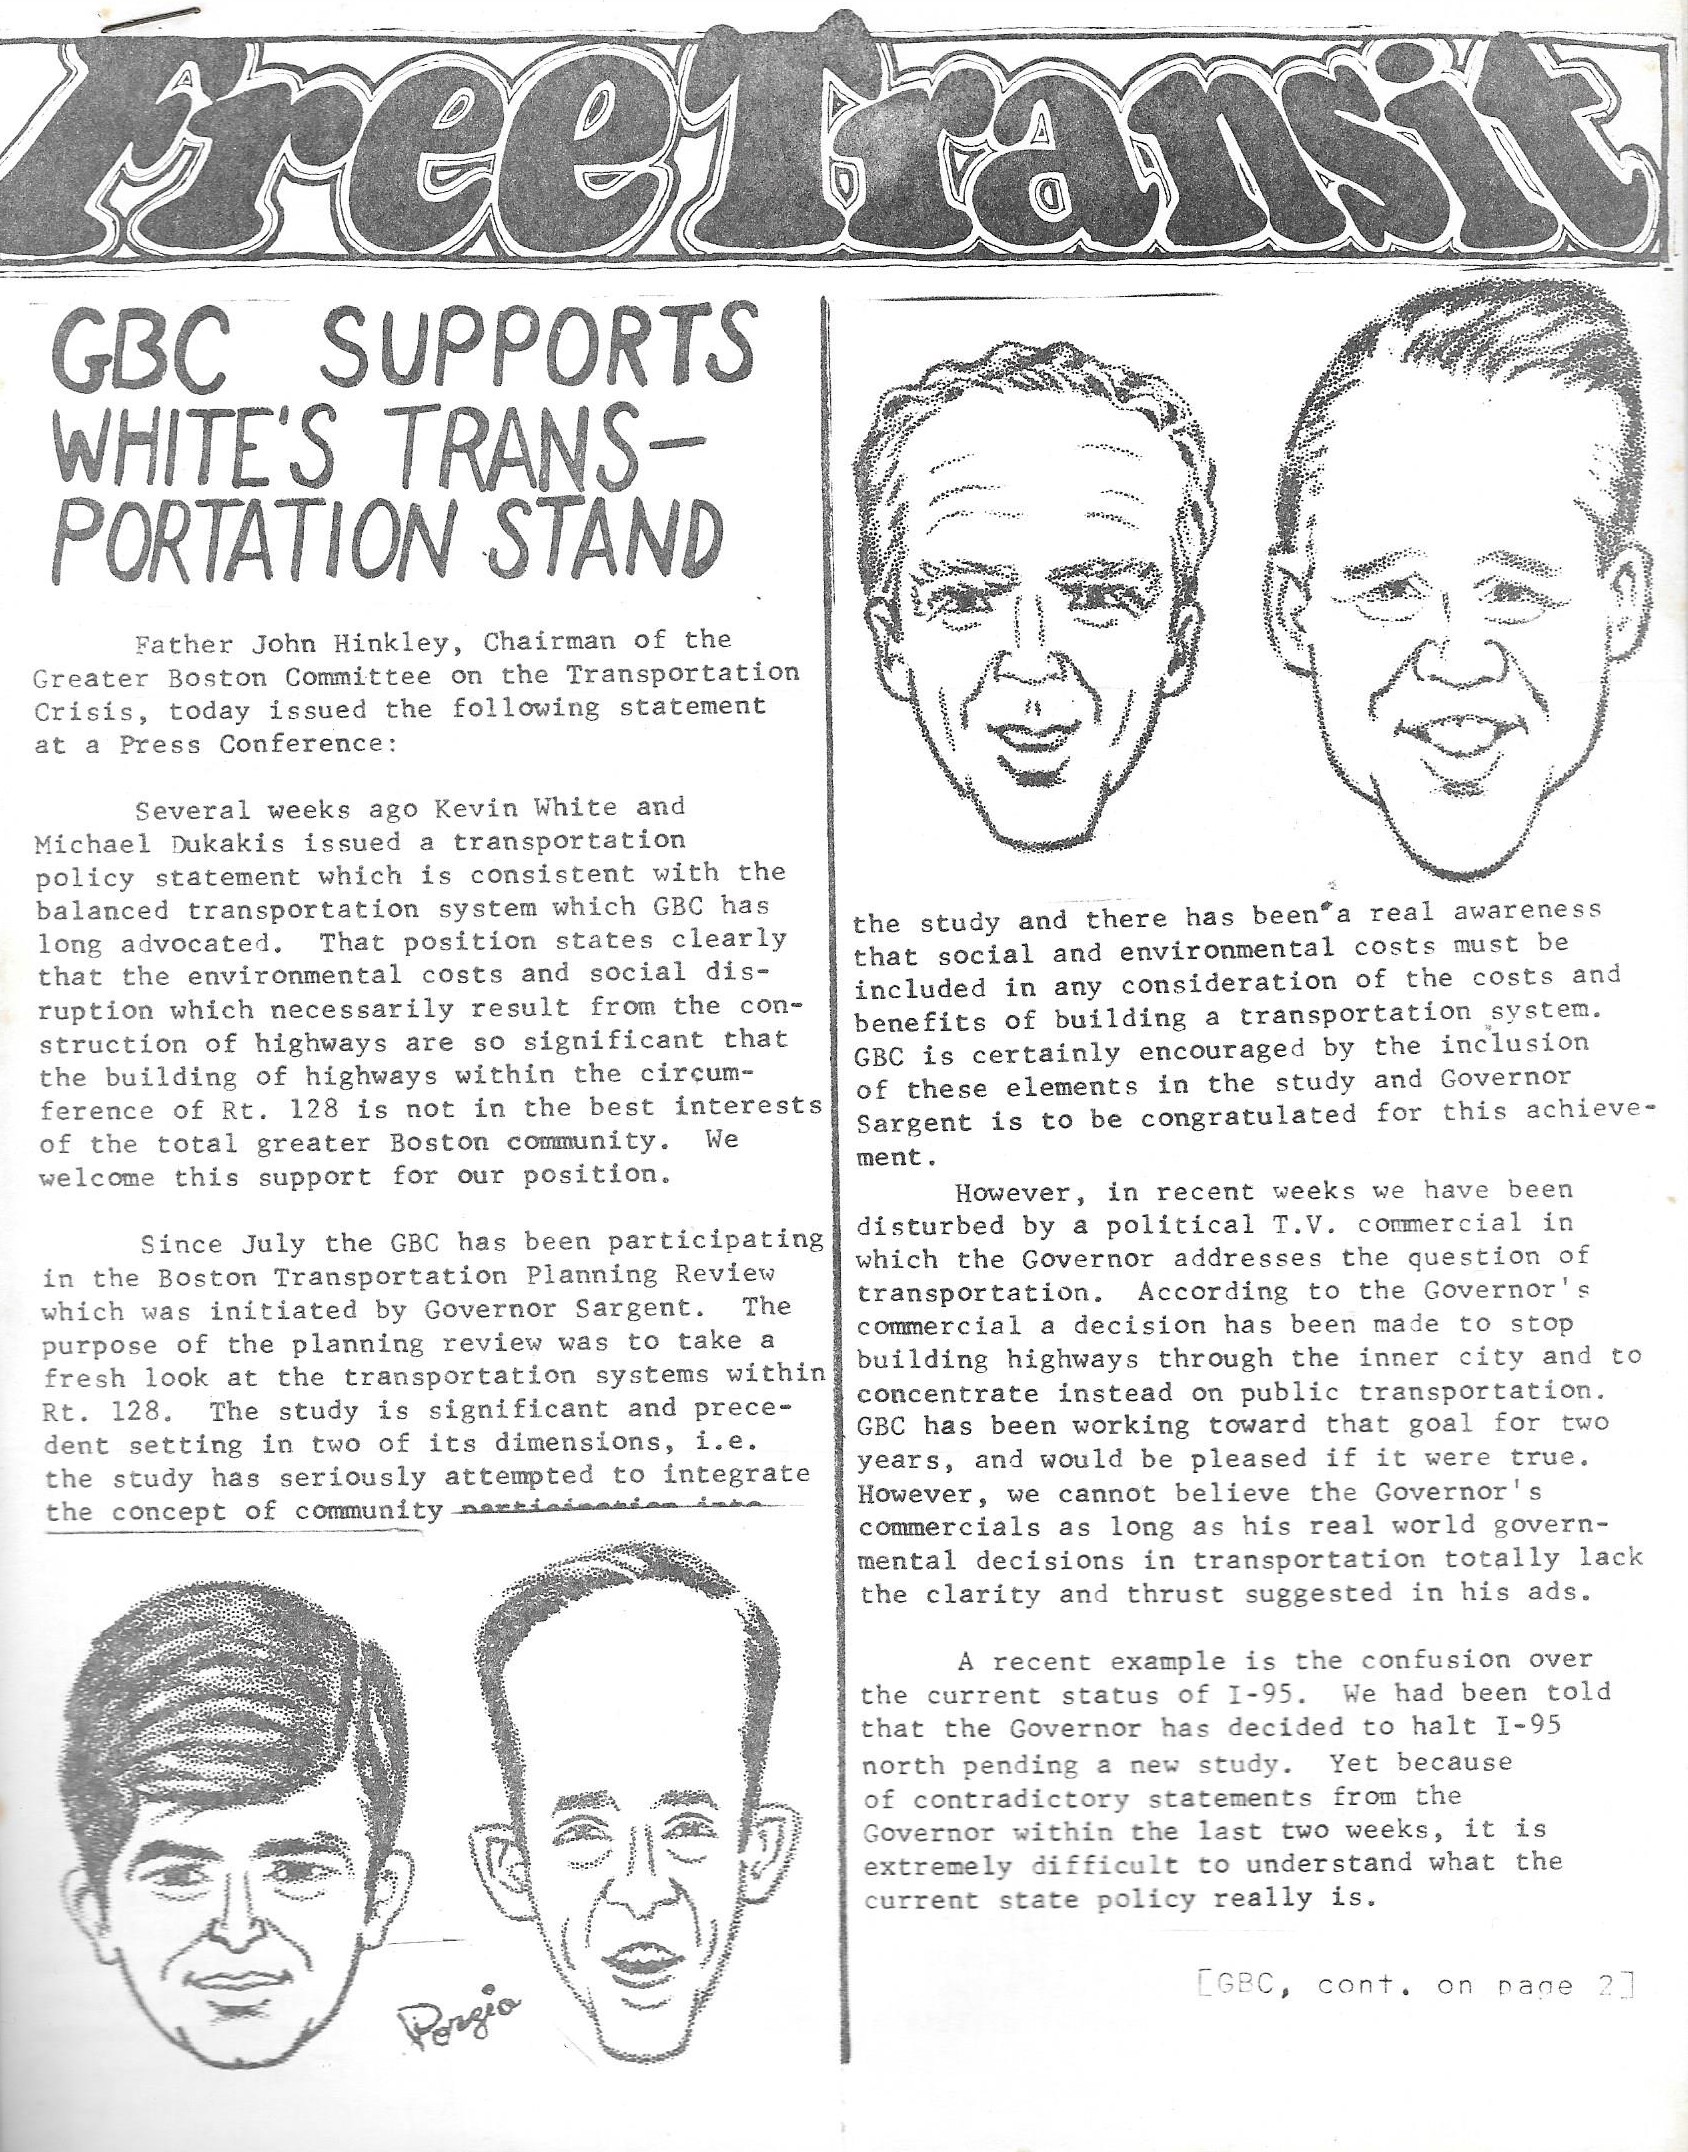 Free Transit
GBC SUPPORTS
WHITE'S TRANS-
PORTATION STAND
Father John Hinkley, Chairman of the
Greater Boston Committee on the Transportation
Crisis, today issued the following statement
at a Press Conference:
Several weeks ago Kevin White and
Michael Dukakis issued a transportation
policy statement which is consistent with the
balanced transportation system which GBC has
long advocated. That position states clearly
that the environmental costs and social dis-
ruption which necessarily result from the con-
struction of highways are so significant that
the building of highways within the circum-
ference of Rt. 128 is not in the best interests
of the total greater Boston community. We
welcome this support for our position.
Since July the GBC has been participating
in the Boston Transportation Planning Review
which was initiated by Governor Sargent. The
purpose of the planning review was to take a
fresh look at the transportation systems within
Rt. 128. The study is significant and prece-
dent setting in two of its dimensions, i.e.
the study has seriously attempted to integrate
the concept of community participation into
Porzio
the study and there has been a real awareness
that social and environmental costs must be
included in any consideration of the costs and
benefits of building a transportation system.
GBC is certainly encouraged by the inclusion
of these elements in the study and Governor
Sargent is to be congratulated for this achieve-
ment.
However, in recent weeks we have been
disturbed by a political T.V. commercial in
which the Governor addresses the question of
transportation. According to the Governor's
commercial a decision has been made to stop
building highways through the inner city and to
concentrate instead on public transportation.
GBC has been working toward that goal for two
years, and would be pleased if it were true.
However, we cannot believe the Governor's
commercials as long as his real world govern-
mental decisions in transportation totally lack
the clarity and thrust suggested in his ads.
A recent example is the confusion over
the current status of I-95. We had been told
that the Governor has decided to halt I-95
north pending a new study. Yet because
of contradictory statements from the
Governor within the last two weeks, it is
extremely difficult to understand what the
current state policy really is.
[GBC, cont. on page 2]